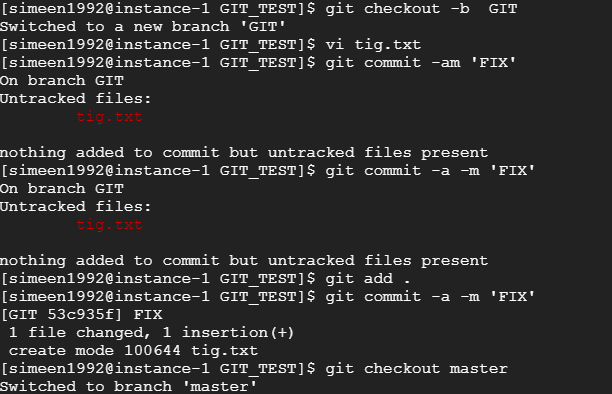 [simeen1992@instance-1 GIT_TEST]$ git checkout -b  GIT
Switched to a new branch 'GIT'
[simeen1992@instance-1 GIT_TEST]$ vi tig.txt
[simeen1992@instance-1 GIT_TEST]$ git commit -am 'FIX'
On branch GIT
Untracked files:
        tig.txt

nothing added to commit but untracked files present
[simeen1992@instance-1 GIT_TEST]$ git commit -a -m 'FIX'
On branch GIT
Untracked files:
        tig.txt

nothing added to commit but untracked files present
[simeen1992@instance-1 GIT_TEST]$ git add .
[simeen1992@instance-1 GIT_TEST]$ git commit -a -m 'FIX'
[GIT 53c935f] FIX
 1 file changed, 1 insertion(+)
 create mode 100644 tig.txt
[simeen1992@instance-1 GIT_TEST]$ git checkout master
Switched to branch 'master'